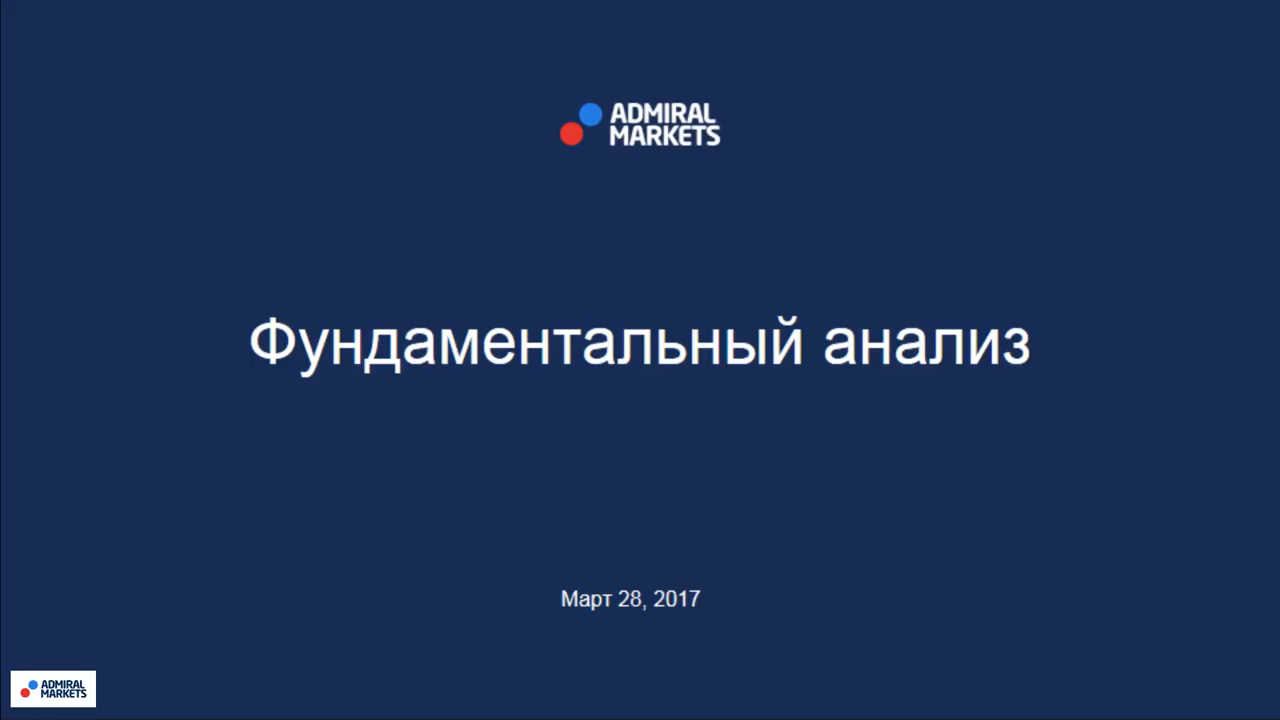 ADMIRAL
MARKETS
Фундаментальный анализ
Март 28, 2017
ADMIRAL
MARKETS